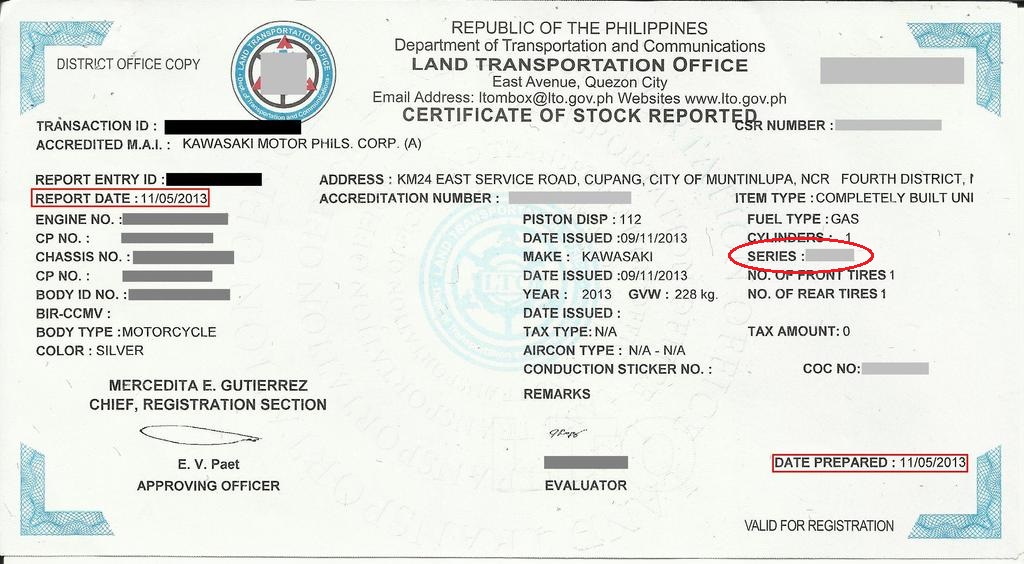 REPUBLIC OF THE PHILIPPINES
DISTRICT OFFICE COPY
Department of Transportation and Communications
LAND TRANSPORTATION OFFICE
East Avenue, Quezon City
Email Address: ltombox@lto.gov.ph Websites www.lto.gov.ph
CERTIFICATE OF STOCK REPORTED
TRANSACTION ID :
CSR NUMBER :
ACCREDITED M.A.I. : KAWASAKI MOTOR PHILS. CORP. (A)
REPORT ENTRY ID : ADDRESS : KM24 EAST SERVICE ROAD, CUPANG, CITY OF MUNTINLUPA, NCR FOURTH DISTRICT,
REPORT DATE : 11/05/2013 ACCREDITATION NUMBER : ITEM TYPE : COMPLETELY BUILT UNI
ENGINE NO. : PISTON DISP : 112 FUEL TYPE : GAS
CP NO. : DATE ISSUED :09/11/2013 CYLINDERS : 1
CHASSIS NO. : MAKE : KAWASAKI SERIES :
CP NO. : DATE ISSUED :09/11/2013 NO. OF FRONT TIRES 1
BODY ID NO. : YEAR : 2013 GVW : 228 kg. NO. OF REAR TIRES 1
BIR-CCMV : DATE ISSUED :
BODY TYPE : MOTORCYCLE TAX TYPE: N/A TAX AMOUNT: 0
COLOR : SILVER AIRCON TYPE : N/A - N/A
CONDUCTION STICKER NO. : COC NO:
MERCEDITA E. GUTIERREZ
CHIEF, REGISTRATION SECTION
REMARKS
E. V. Paet
APPROVING OFFICER
EVALUATOR
DATE PREPARED : 11/05/2013
VALID FOR REGISTRATION